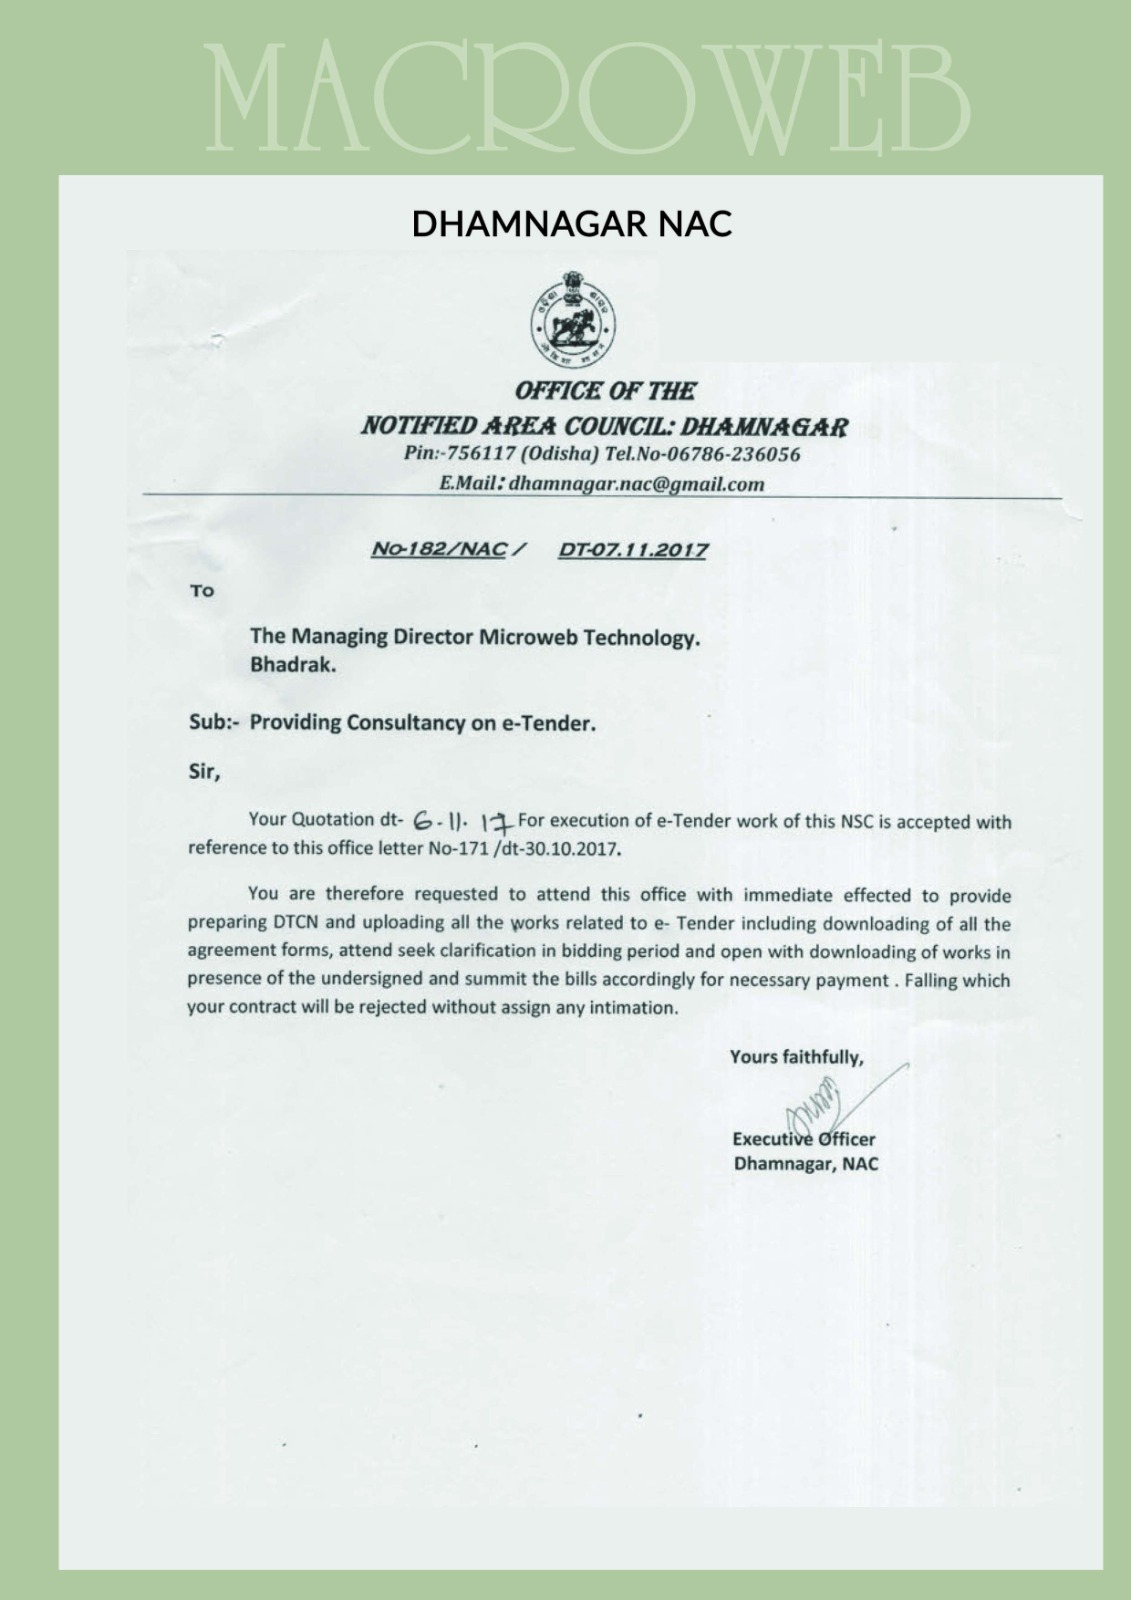 MACROWEB
DHAMNAGAR NAC
OFFICE OF THE
NOTIFIED AREA COUNCIL: DHAMNAGAR
Pin:-756117 (Odisha) Tel.No-06786-236056
E.Mail: dhamnagar.nac@gmail.com
No-182/NAC / DT-07.11.2017
To
The Managing Director Microweb Technology.
Bhadrak.
Sub:- Providing Consultancy on e-Tender.
Sir,
Your Quotation dt- 6-11-17 For execution of e-Tender work of this NSC is accepted with
reference to this office letter No-171 /dt-30.10.2017.
You are therefore requested to attend this office with immediate effected to provide
preparing DTCN and uploading all the works related to e- Tender including downloading of all the
agreement forms, attend seek clarification in bidding period and open with downloading of works in
presence of the undersigned and summit the bills accordingly for necessary payment . Falling which
your contract will be rejected without assign any intimation.
Yours faithfully,
Executive Officer
Dhamnagar, NAC